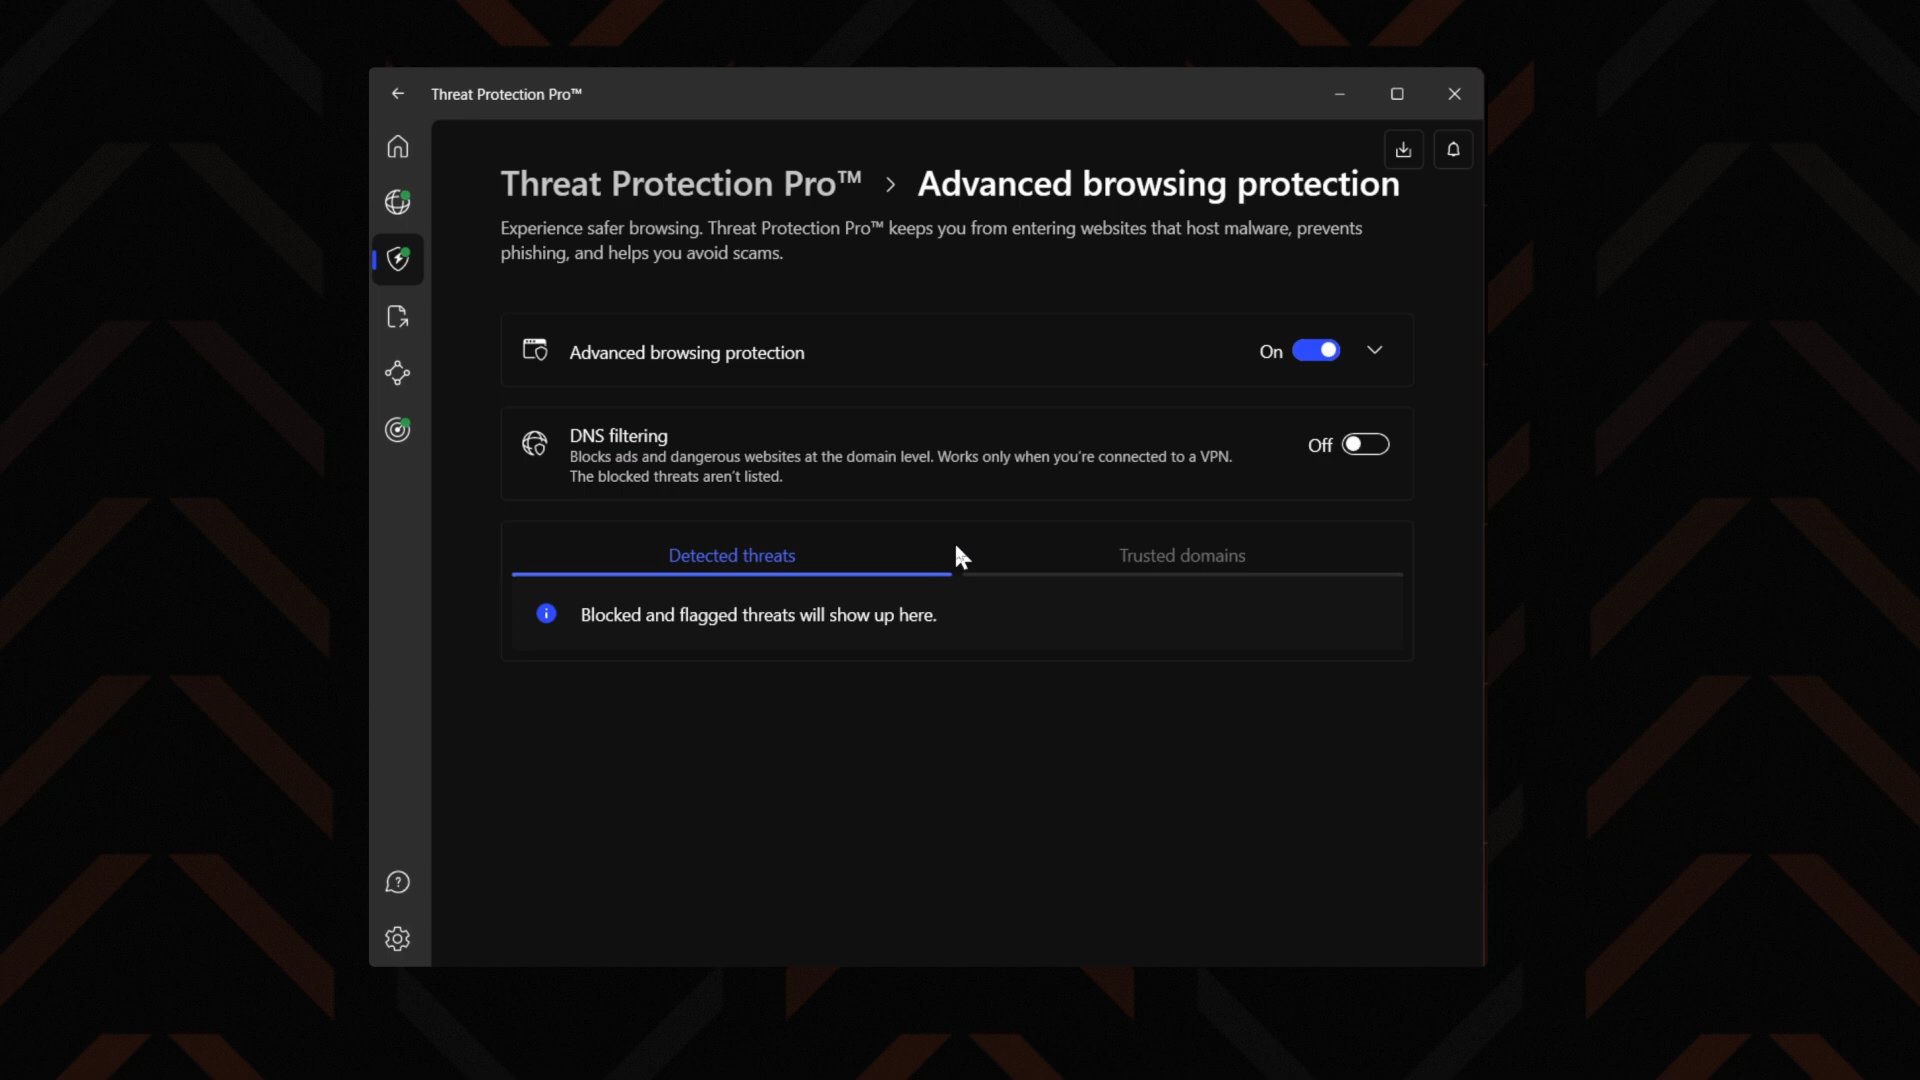 Threat Protection Pro™
Threat Protection Pro™ > Advanced browsing protection
Experience safer browsing. Threat Protection Pro™ keeps you from entering websites that host malware, prevents
phishing, and helps you avoid scams.
Advanced browsing protection
On
DNS filtering
Blocks ads and dangerous websites at the domain level. Works only when you're connected to a VPN.
The blocked threats aren't listed.
Off
Detected threats
Trusted domains
Blocked and flagged threats will show up here.